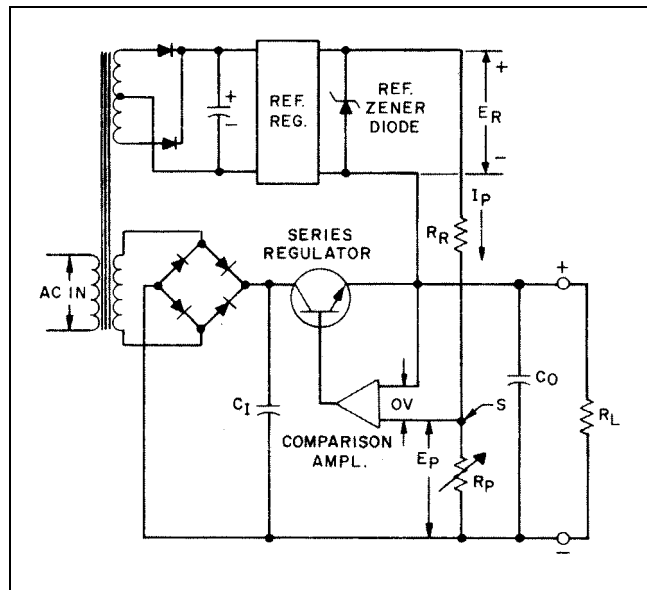 REF.
REG.
REF.
ZENER
DIODE
+
-
+
E_R
-
I_P
R_R
SERIES
REGULATOR
AC IN
+
C_I
OV
S
C_O
R_L
COMPARISON
AMPL.
E_P
R_P
-